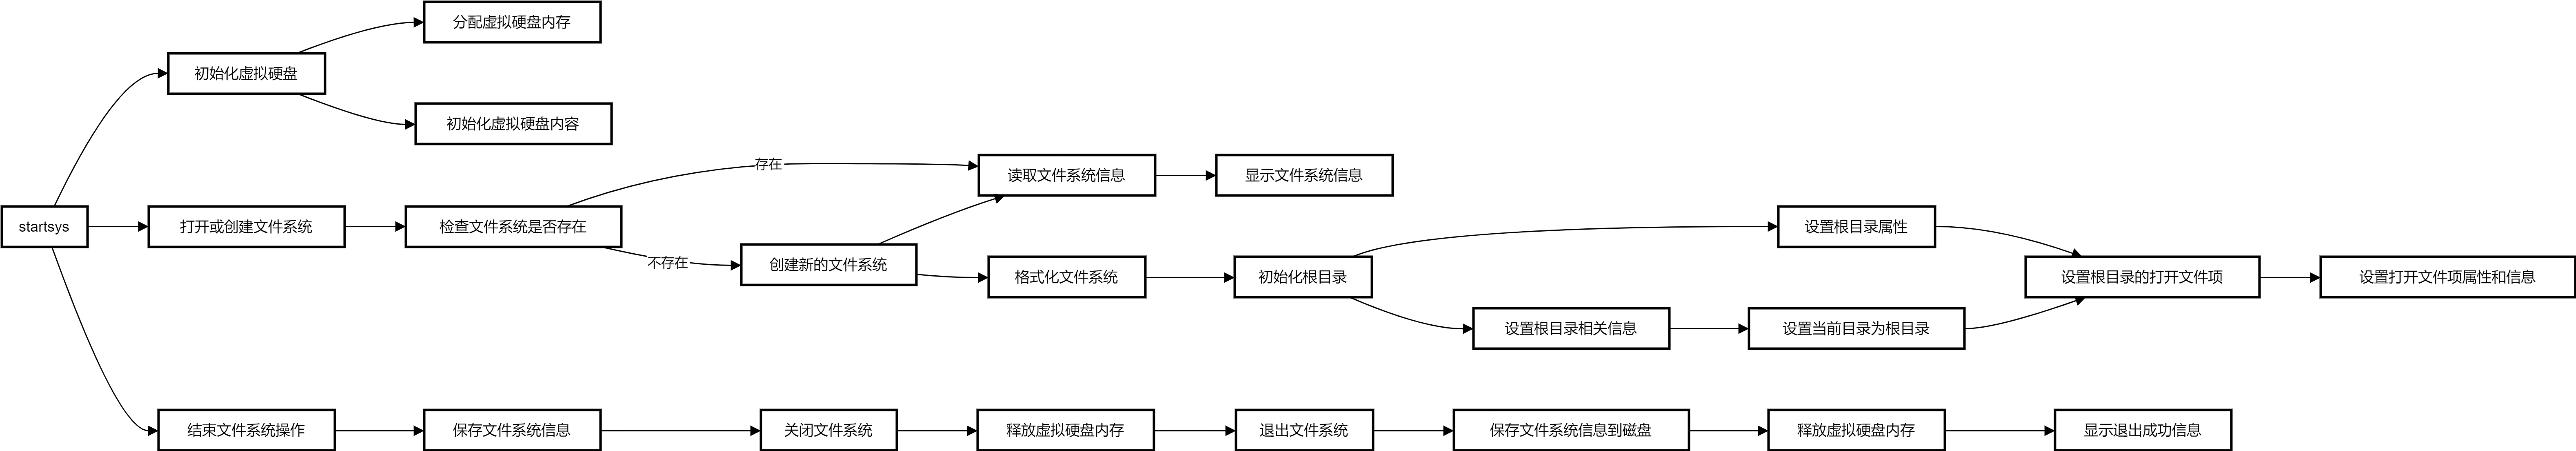 分配虚拟硬盘内存
初始化虚拟硬盘
初始化虚拟硬盘内容
存在
读取文件系统信息
显示文件系统信息
startsys
打开或创建文件系统
检查文件系统是否存在
不存在
创建新的文件系统
格式化文件系统
初始化根目录
设置根目录属性
设置根目录的打开文件项
设置打开文件项属性和信息
设置根目录相关信息
设置当前目录为根目录
结束文件系统操作
保存文件系统信息
关闭文件系统
释放虚拟硬盘内存
退出文件系统
保存文件系统信息到磁盘
释放虚拟硬盘内存
显示退出成功信息